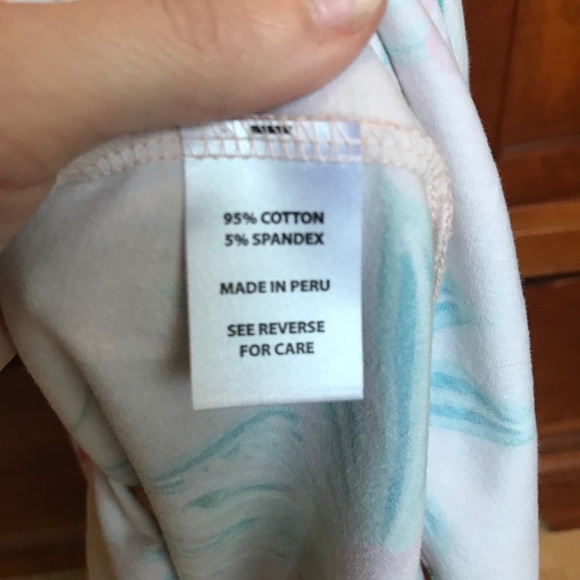 95% COTTON
5% SPANDEX
MADE IN PERU
SEE REVERSE
FOR CARE